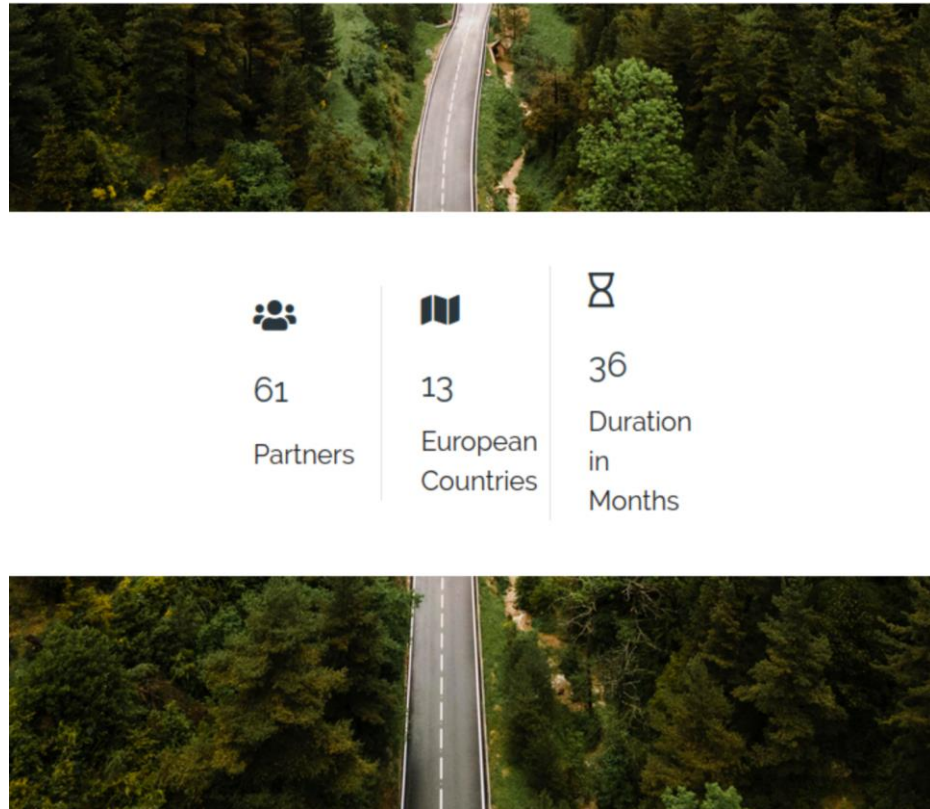 61
Partners
13
European
Countries
36
Duration
in
Months